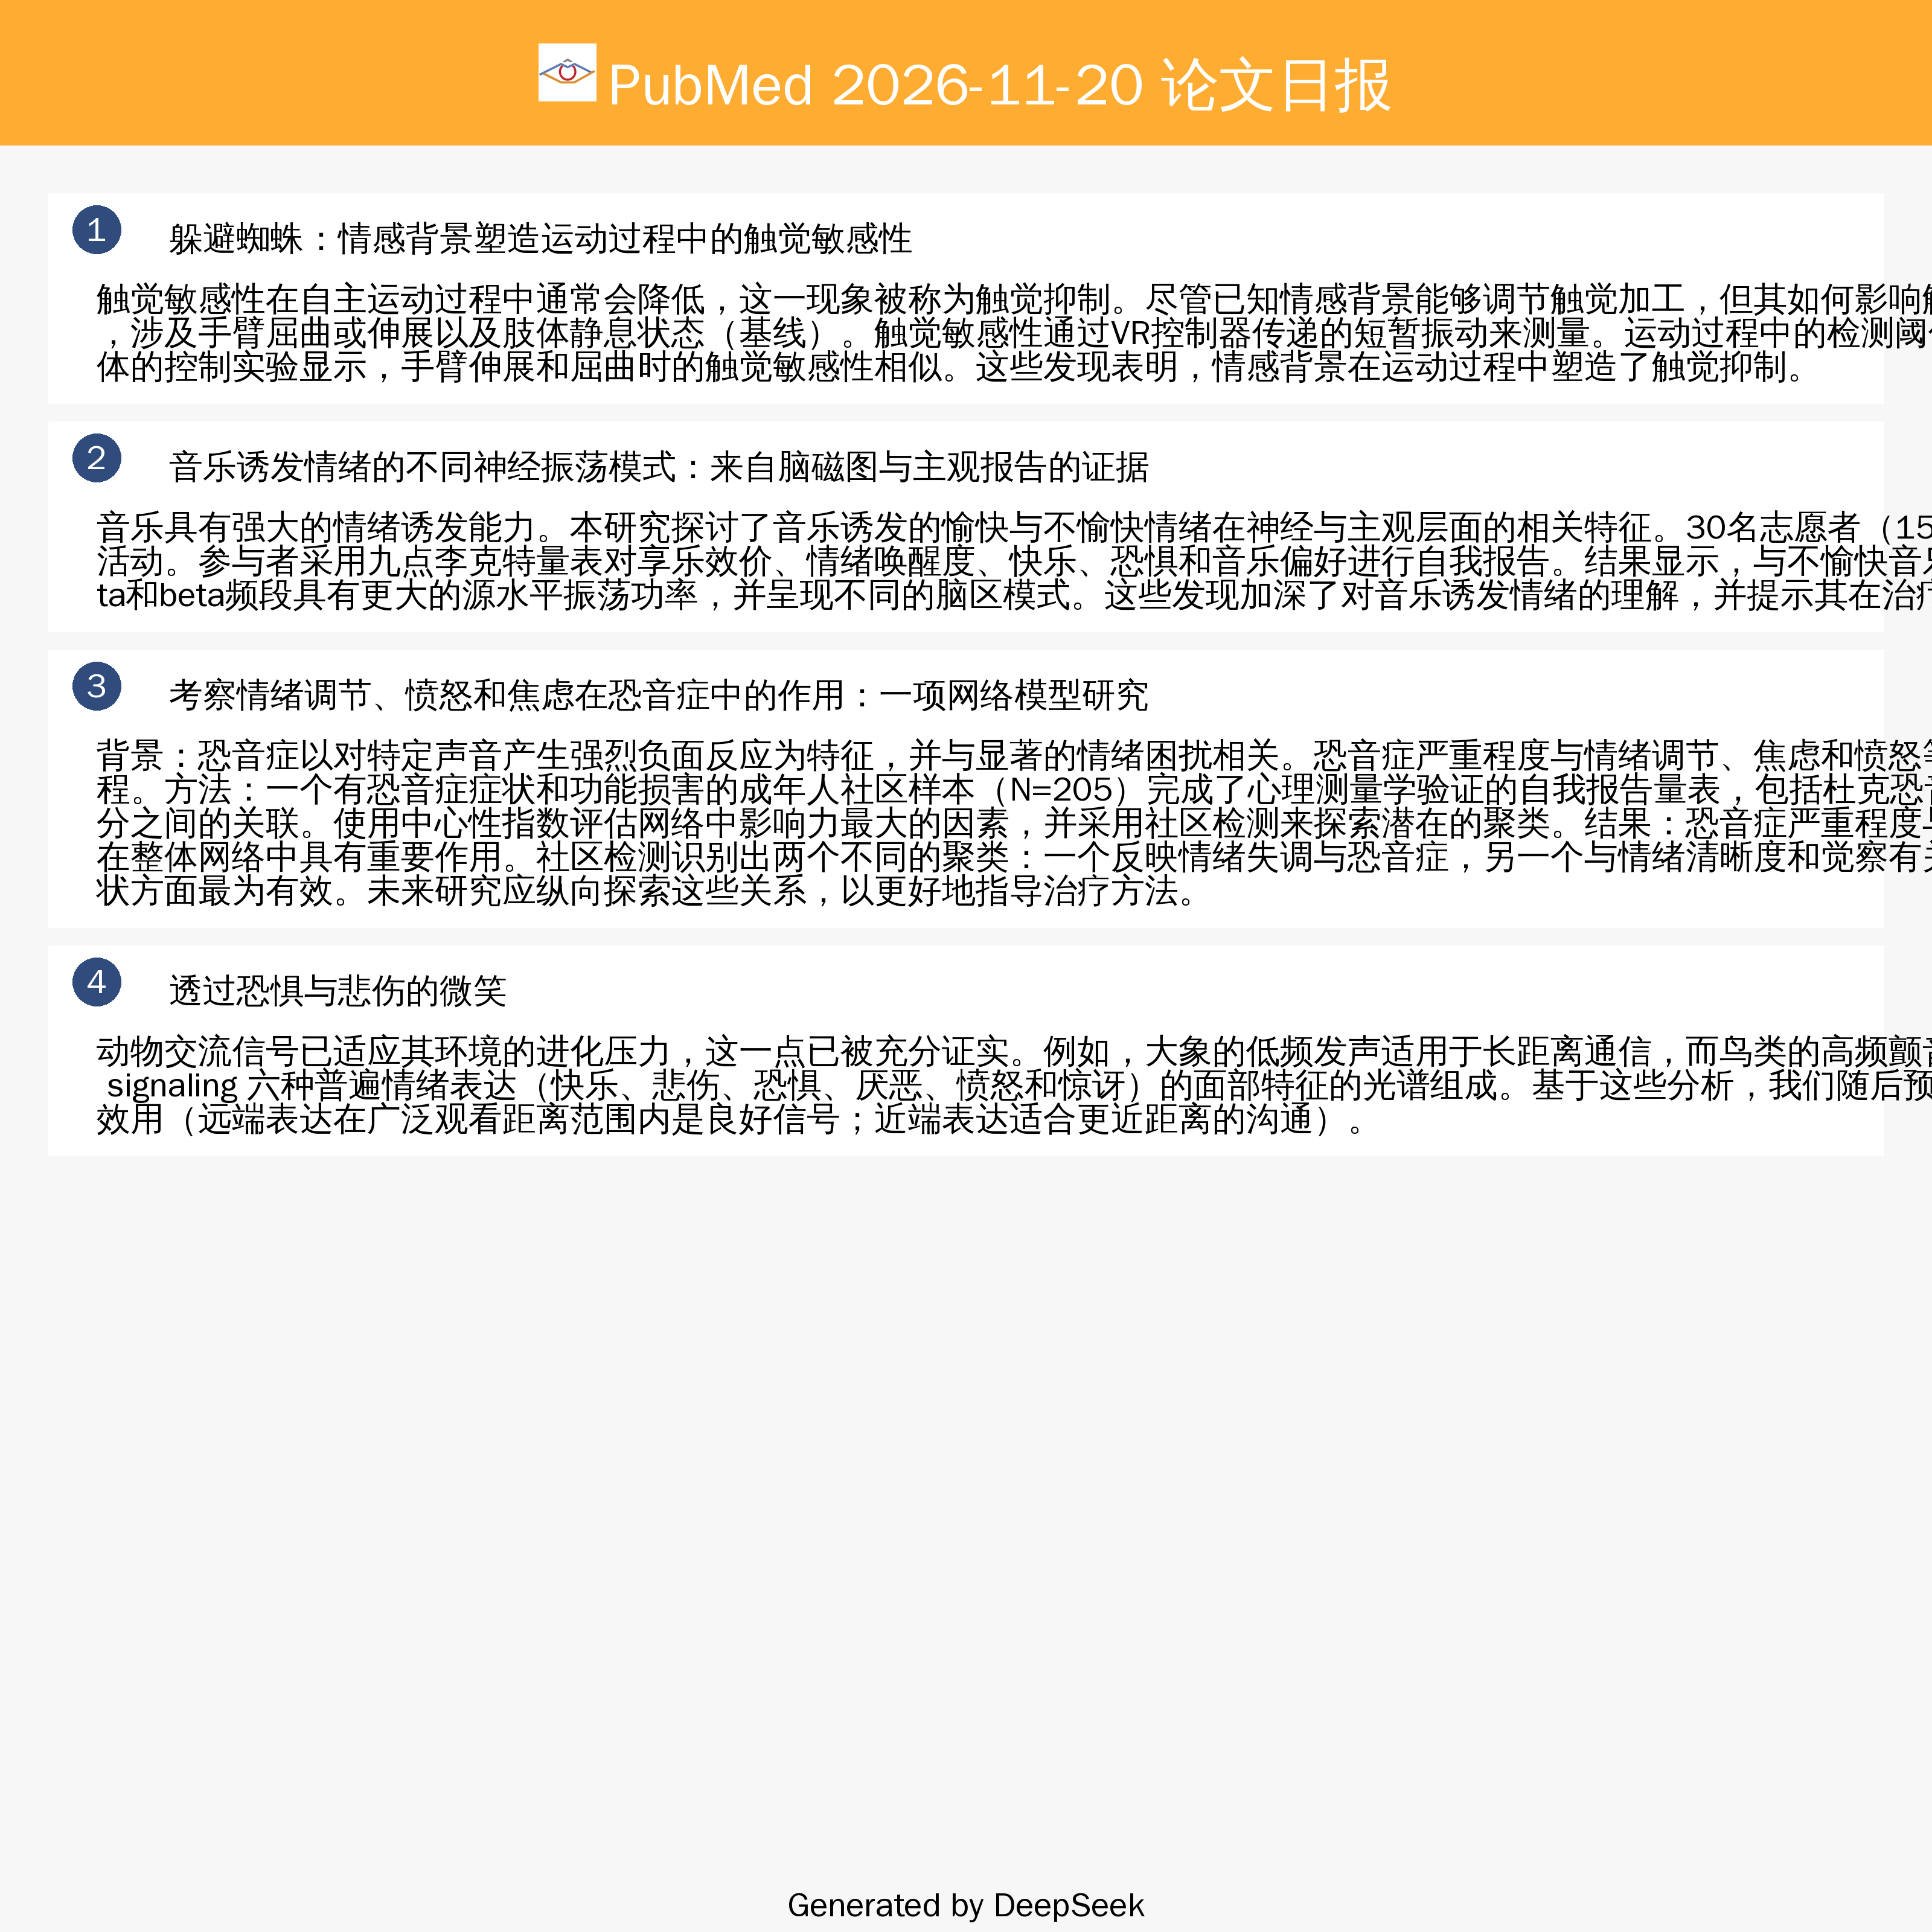 PubMed 2026-11-20 论文日报
1
躲避蜘蛛：情感背景塑造运动过程中的触觉敏感性
触觉敏感性在自主运动过程中通常会降低，这一现象被称为触觉抑制。尽管已知情感背景能够调节触觉加工，但其如何影响
，涉及手臂屈曲或伸展以及肢体静息状态（基线）。触觉敏感性通过VR控制器传递的短暂振动来测量。运动过程中的检测阈
体的控制实验显示，手臂伸展和屈曲时的触觉敏感性相似。这些发现表明，情感背景在运动过程中塑造了触觉抑制。
2
音乐诱发情绪的不同神经振荡模式：来自脑磁图与主观报告的证据
音乐具有强大的情绪诱发能力。本研究探讨了音乐诱发的愉快与不愉快情绪在神经与主观层面的相关特征。30名志愿者（15
活动。参与者采用九点李克特量表对享乐效价、情绪唤醒度、快乐、恐惧和音乐偏好进行自我报告。结果显示，与不愉快音
ta和beta频段具有更大的源水平振荡功率，并呈现不同的脑区模式。这些发现加深了对音乐诱发情绪的理解，并提示其在治
3
考察情绪调节、愤怒和焦虑在恐音症中的作用：一项网络模型研究
背景：恐音症以对特定声音产生强烈负面反应为特征，并与显著的情绪困扰相关。恐音症严重程度与情绪调节、焦虑和愤怒
程。方法：一个有恐音症症状和功能损害的成年人社区样本（N=205）完成了心理测量学验证的自我报告量表，包括杜克恐
分之间的关联。使用中心性指数评估网络中影响力最大的因素，并采用社区检测来探索潜在的聚类。结果：恐音症严重程度
在整体网络中具有重要作用。社区检测识别出两个不同的聚类：一个反映情绪失调与恐音症，另一个与情绪清晰度和觉察有
状方面最为有效。未来研究应纵向探索这些关系，以更好地指导治疗方法。
4
透过恐惧与悲伤的微笑
动物交流信号已适应其环境的进化压力，这一点已被充分证实。例如，大象的低频发声适用于长距离通信，而鸟类的高频颤
signaling 六种普遍情绪表达（快乐、悲伤、恐惧、厌恶、愤怒和惊讶）的面部特征的光谱组成。基于这些分析，我们随后预
效用（远端表达在广泛观看距离范围内是良好信号；近端表达适合更近距离的沟通）。
Generated by DeepSeek